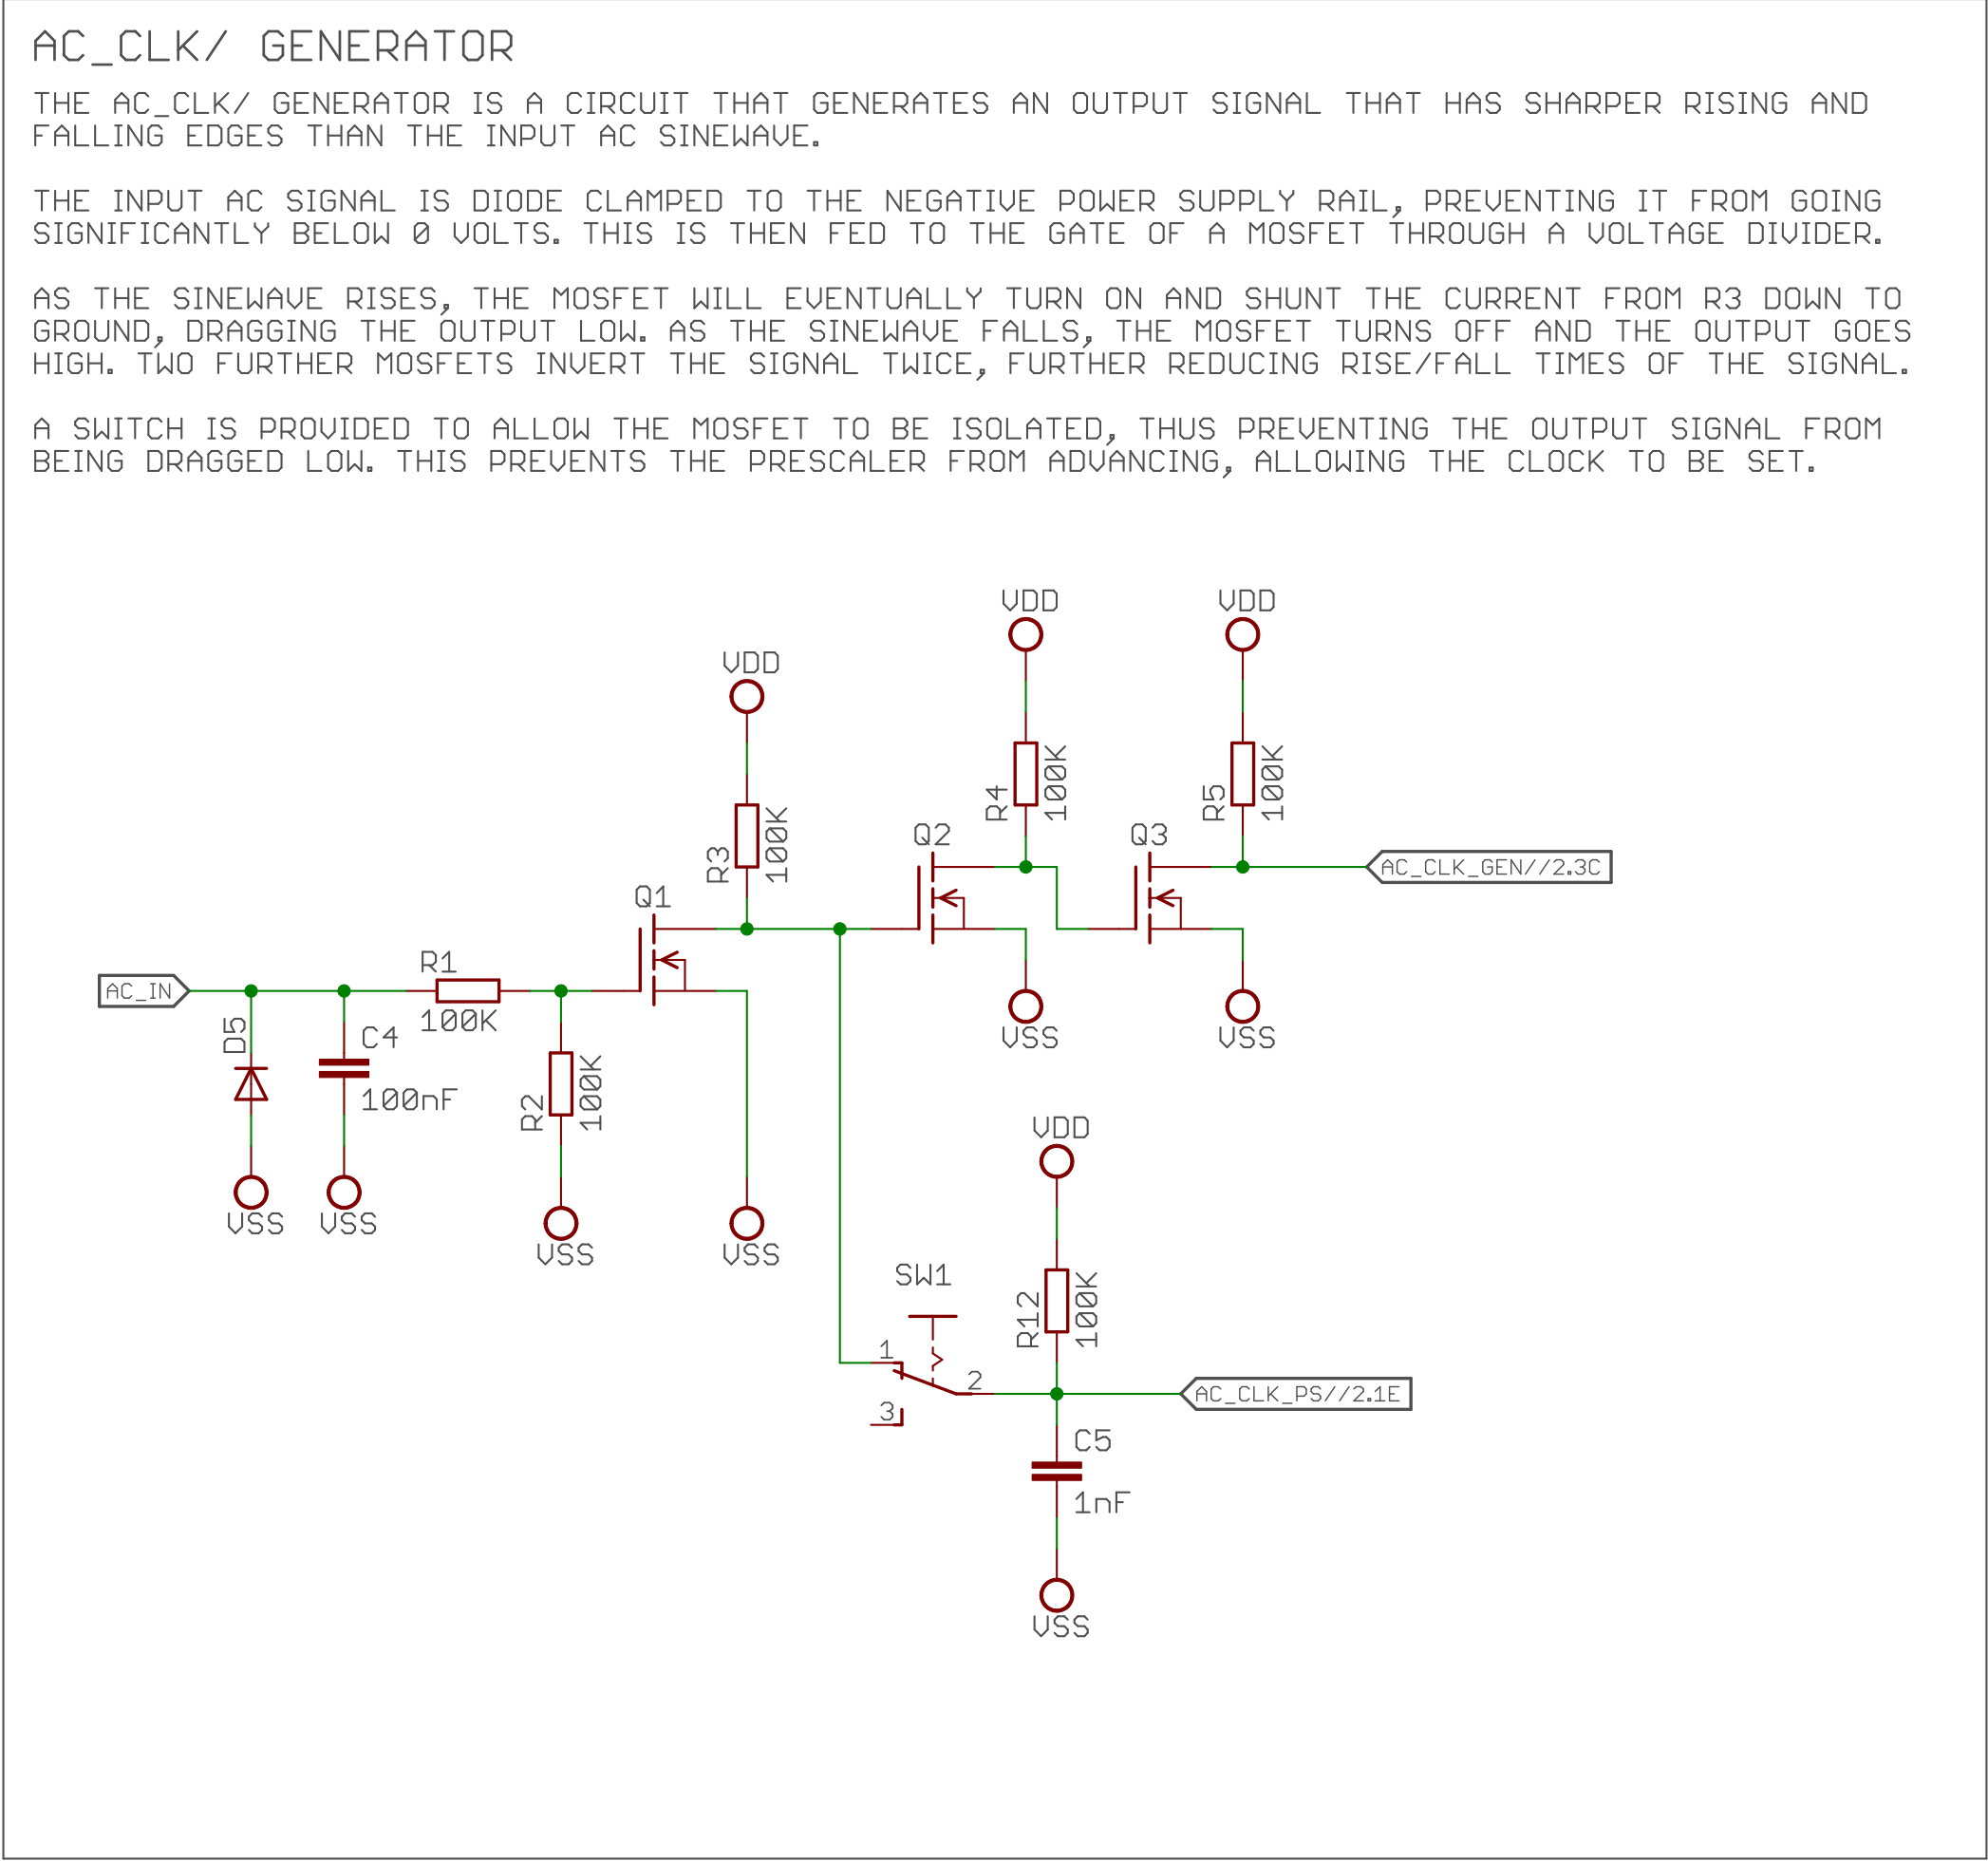 AC_CLK/ GENERATOR
THE AC_CLK/ GENERATOR IS A CIRCUIT THAT GENERATES AN OUTPUT SIGNAL THAT HAS SHARPER RISING AND
FALLING EDGES THAN THE INPUT AC SINEWAVE.
THE INPUT AC SIGNAL IS DIODE CLAMPED TO THE NEGATIVE POWER SUPPLY RAIL, PREVENTING IT FROM GOING
SIGNIFICANTLY BELOW 0 VOLTS. THIS IS THEN FED TO THE GATE OF A MOSFET THROUGH A VOLTAGE DIVIDER.
AS THE SINEWAVE RISES, THE MOSFET WILL EVENTUALLY TURN ON AND SHUNT THE CURRENT FROM R3 DOWN TO
GROUND, DRAGGING THE OUTPUT LOW. AS THE SINEWAVE FALLS, THE MOSFET TURNS OFF AND THE OUTPUT GOES
HIGH. TWO FURTHER MOSFETS INVERT THE SIGNAL TWICE, FURTHER REDUCING RISE/FALL TIMES OF THE SIGNAL.
A SWITCH IS PROVIDED TO ALLOW THE MOSFET TO BE ISOLATED, THUS PREVENTING THE OUTPUT SIGNAL FROM
BEING DRAGGED LOW. THIS PREVENTS THE PRESCALER FROM ADVANCING, ALLOWING THE CLOCK TO BE SET.
VDD
VDD
VDD
R4
100K
R5
100K
R3
100K
Q2
Q3
AC_CLK_GEN//2.3C
Q1
R1
AC_IN
100K
D5
C4
100nF
R2
100K
VSS
VSS
VDD
VSS
VSS
VSS
VSS
SW1
R12
100K
1
2
3
AC_CLK_PS//2.1E
C5
1nF
VSS